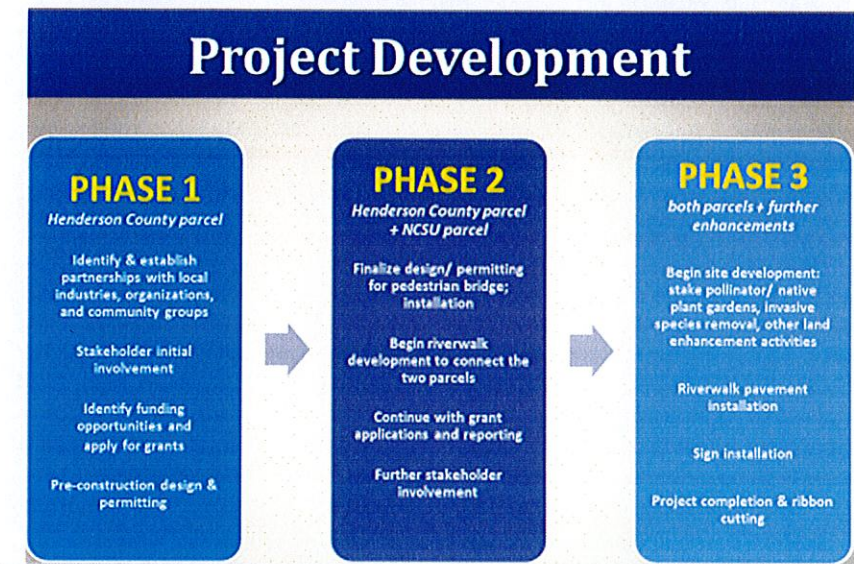 Project Development
PHASE 1
Henderson County parcel
Identify & establish
partnerships with local
industries, organizations,
and community groups
Stakeholder initial
involvement
Identify funding
opportunities and
apply for grants
Pre-construction design &
permitting
PHASE 2
Henderson County parcel
+ NCSU parcel
Finalize design/ permitting
for pedestrian bridge;
installation
Begin riverwalk
development to connect the
two parcels
Continue with grant
applications and reporting
Further stakeholder
involvement
PHASE 3
both parcels + further
enhancements
Begin site development:
stake pollinator/ native
plant gardens, invasive
species removal, other land
enhancement activities
Riverwalk pavement
installation
Sign installation
Project completion & ribbon
cutting